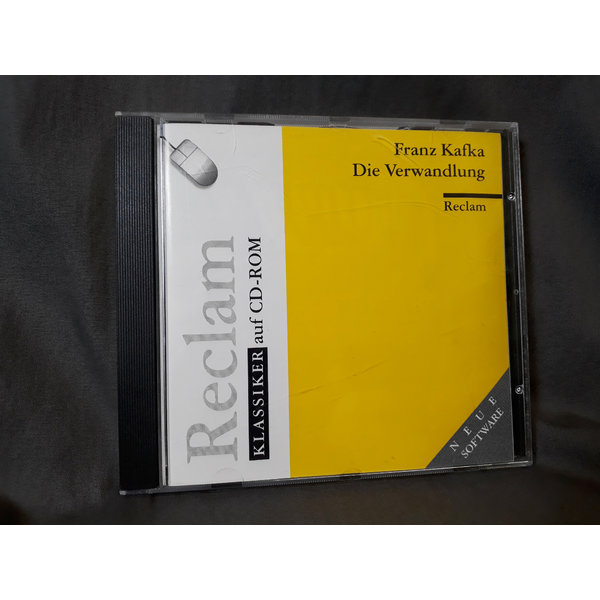 Franz Kafka
Die Verwandlung
Reclam
Reclam
KLASSIKER auf CD-ROM
NEUE
SOFTWARE